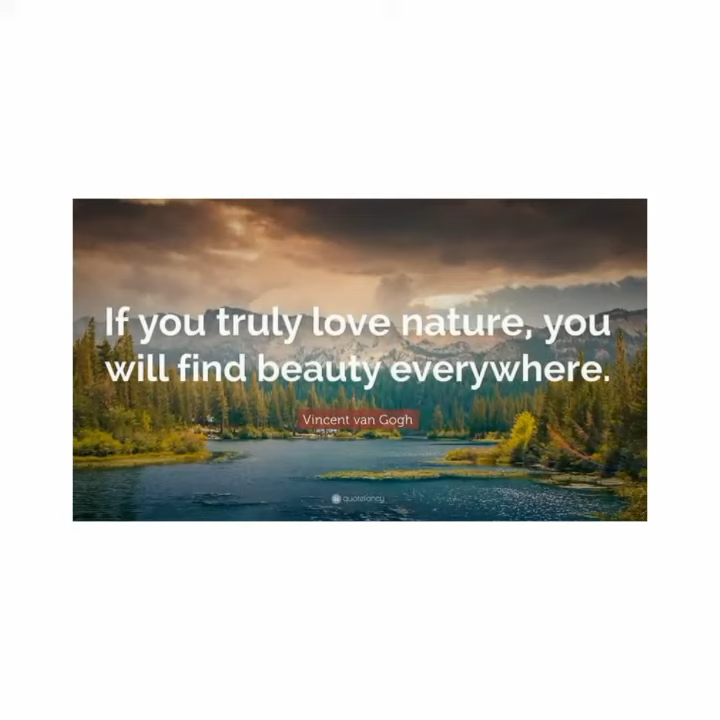 If you truly love nature, you
will find beauty everywhere.
Vincent van Gogh
quotefancy